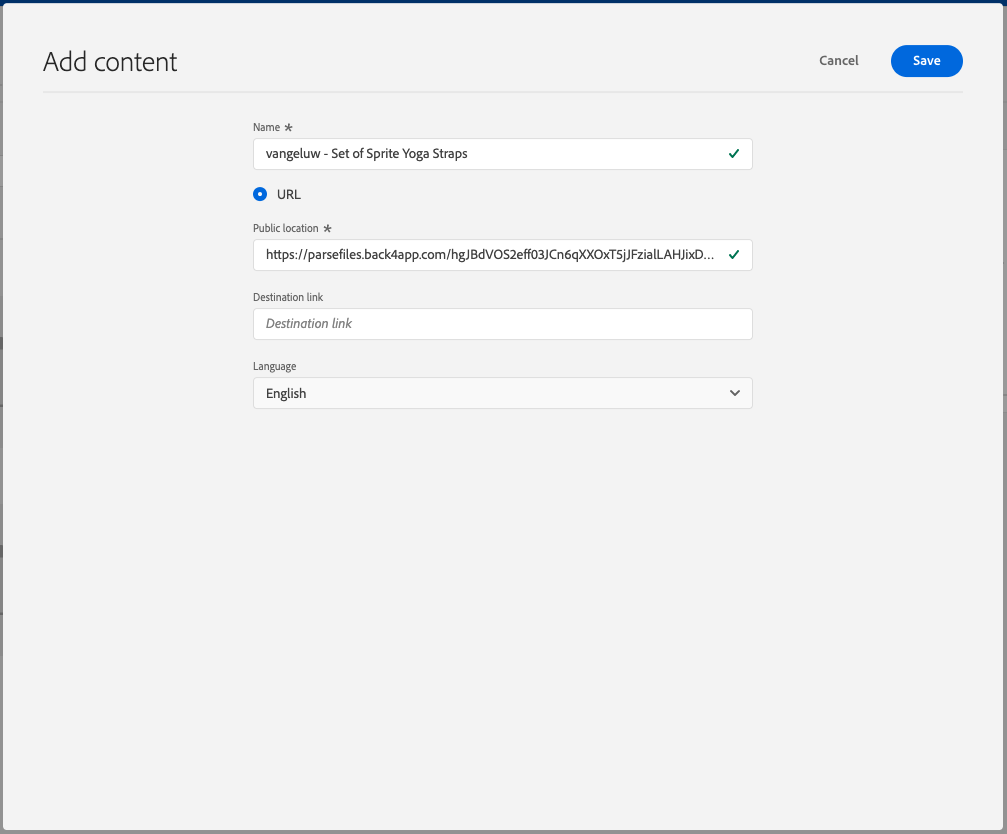 Add content
Cancel
Save
Name *
vangeluw - Set of Sprite Yoga Straps
URL
Public location *
https://parsefiles.back4app.com/hgJBdVOS2eff03JCn6qXXOxT5jJFzialLAHJixD...
Destination link
Destination link
Language
English